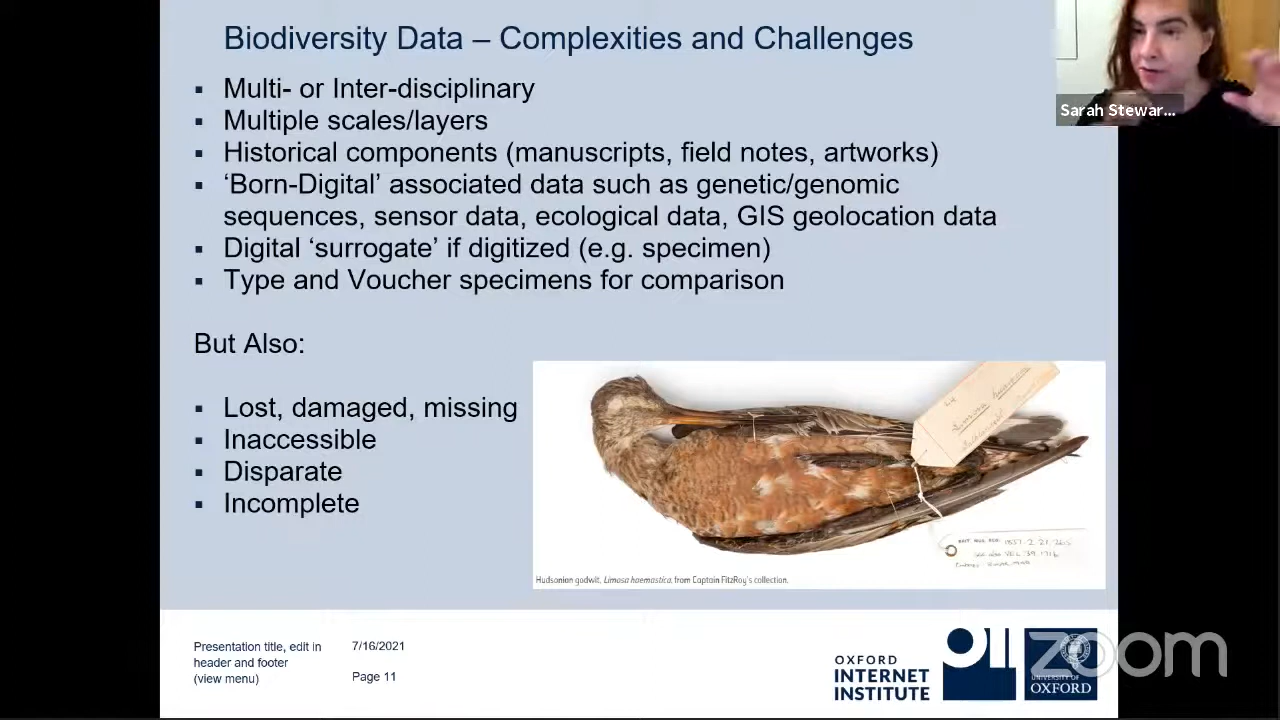 Biodiversity Data – Complexities and Challenges
▪ Multi- or Inter-disciplinary
▪ Multiple scales/layers
▪ Historical components (manuscripts, field notes, artworks)
▪ ‘Born-Digital’ associated data such as genetic/genomic
sequences, sensor data, ecological data, GIS geolocation data
▪ Digital ‘surrogate’ if digitized (e.g. specimen)
▪ Type and Voucher specimens for comparison
But Also:
▪ Lost, damaged, missing
▪ Inaccessible
▪ Disparate
▪ Incomplete
Sarah Stewar...
Hudsonian godwit, Limosa haemastica, from Captain FitzRoy's collection.
Presentation title, edit in
header and footer
(view menu)
7/16/2021
Page 11
OXFORD
INTERNET
INSTITUTE
oii
UNIVERSITY OF
OXFORD
zoom